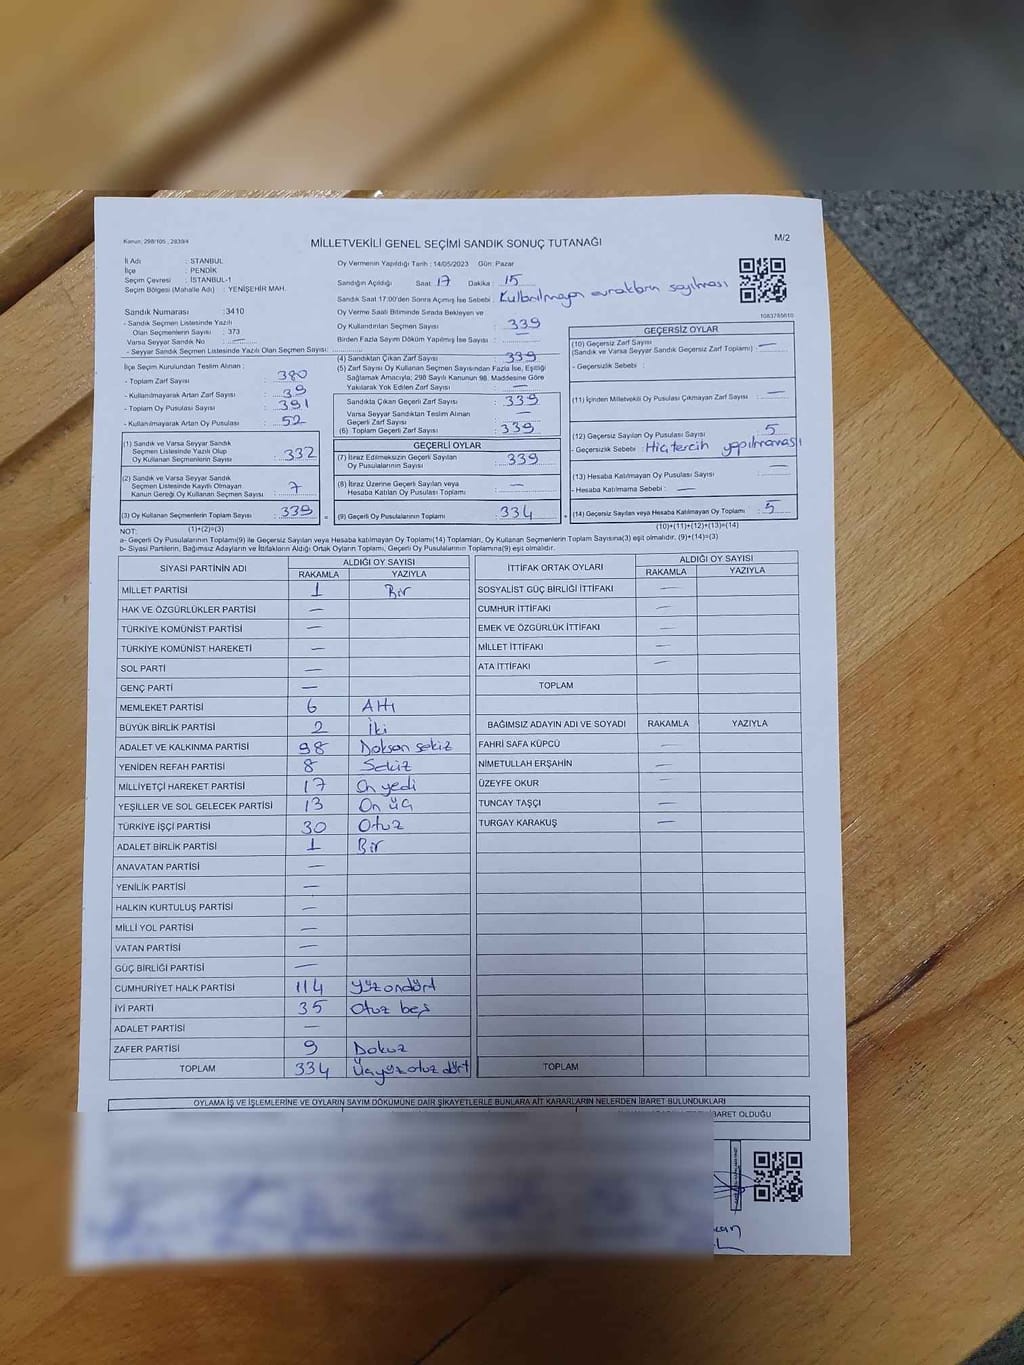 Kanun: 298/105 , 2839/4
MİLLETVEKİLİ GENEL SEÇİMİ SANDIK SONUÇ TUTANAĞI
M/2
İl Adı : STANBUL
İlçe : PENDİK
Seçim Çevresi : İSTANBUL-1
Seçim Bölgesi (Mahalle Adı) : YENİŞEHİR MAH.
Oy Vermenin Yapıldığı Tarih : 14/05/2023 Gün: Pazar
Sandığın Açıldığı Saat : 17 Dakika : 15
Sandık Saat 17:00'den Sonra Açılmış İse Sebebi : Kullanılmayan evrakların sayılması
1083785610
Sandık Numarası :3410
- Sandık Seçmen Listesinde Yazılı
Olan Seçmenlerin Sayısı : 373
Varsa Seyyar Sandık No : —
- Seyyar Sandık Seçmen Listesinde Yazılı Olan Seçmen Sayısı:
Oy Verme Saati Bitiminde Sırada Bekleyen ve
Oy Kullandırılan Seçmen Sayısı : 339
Birden Fazla Sayım Döküm Yapılmış İse Sayısı : —
İlçe Seçim Kurulundan Teslim Alınan :
- Toplam Zarf Sayısı : 380
- Kullanılmayarak Artan Zarf Sayısı : 39
- Toplam Oy Pusulası Sayısı : 391
- Kullanılmayarak Artan Oy Pusulası : 52
(4) Sandıktan Çıkan Zarf Sayısı : 339
(5) Zarf Sayısı Oy Kullanan Seçmen Sayısından Fazla İse, Eşitliği
Sağlamak Amacıyla; 298 Sayılı Kanunun 98. Maddesine Göre
Yakılarak Yok Edilen Zarf Sayısı : —
Sandıkta Çıkan Geçerli Zarf Sayısı : 339
Varsa Seyyar Sandıktan Teslim Alınan
Geçerli Zarf Sayısı : —
(6) Toplam Geçerli Zarf Sayısı : 339
(1) Sandık ve Varsa Seyyar Sandık
Seçmen Listesinde Yazılı Olup
Oy Kullanan Seçmenlerin Sayısı : 332
(2) Sandık ve Varsa Seyyar Sandık
Seçmen Listesinde Kayıtlı Olmayan
Kanun Gereği Oy Kullanan Seçmen Sayısı : 7
(3) Oy Kullanan Seçmenlerin Toplam Sayısı : 339
(1)+(2)=(3)
GEÇERLİ OYLAR
(7) İtiraz Edilmeksizin Geçerli Sayılan
Oy Pusulalarının Sayısı : 339
(8) İtiraz Üzerine Geçerli Sayılan veya
Hesaba Katılan Oy Pusulası Toplamı : —
= (9) Geçerli Oy Pusulalarının Toplamı : 334 +
GEÇERSİZ OYLAR
(10) Geçersiz Zarf Sayısı
(Sandık ve Varsa Seyyar Sandık Geçersiz Zarf Toplamı) : —
- Geçersizlik Sebebi :
(11) İçinden Milletvekili Oy Pusulası Çıkmayan Zarf Sayısı : —
(12) Geçersiz Sayılan Oy Pusulası Sayısı : 5
- Geçersizlik Sebebi : Hiç tercih yapılmaması
(13) Hesaba Katılmayan Oy Pusulası Sayısı : —
- Hesaba Katılmama Sebebi : —
(14) Geçersiz Sayılan veya Hesaba Katılmayan Oy Toplamı : 5
(10)+(11)+(12)+(13)=(14)
NOT:
a- Geçerli Oy Pusulalarının Toplamı(9) ile Geçersiz Sayılan veya Hesaba Katılmayan Oy Toplamı(14) Toplamları, Oy Kullanan Seçmenlerin Toplam Sayısına(3) eşit olmalıdır. (9)+(14)=(3)
b- Siyasi Partilerin, Bağımsız Adayların ve İttifakların Aldığı Ortak Oyların Toplamı, Geçerli Oy Pusulalarının Toplamına(9) eşit olmalıdır.
SİYASİ PARTİNİN ADI ALDIĞI OY SAYISI
RAKAMLA YAZIYLA
MİLLET PARTİSİ 1 Bir
HAK VE ÖZGÜRLÜKLER PARTİSİ —
TÜRKİYE KOMÜNİST PARTİSİ —
TÜRKİYE KOMÜNİST HAREKETİ —
SOL PARTİ —
GENÇ PARTİ —
MEMLEKET PARTİSİ 6 Altı
BÜYÜK BİRLİK PARTİSİ 2 İki
ADALET VE KALKINMA PARTİSİ 98 Doksan sekiz
YENİDEN REFAH PARTİSİ 8 Sekiz
MİLLİYETÇİ HAREKET PARTİSİ 17 On yedi
YEŞİLLER VE SOL GELECEK PARTİSİ 13 On üç
TÜRKİYE İŞÇİ PARTİSİ 30 Otuz
ADALET BİRLİK PARTİSİ 1 Bir
ANAVATAN PARTİSİ —
YENİLİK PARTİSİ —
HALKIN KURTULUŞ PARTİSİ —
MİLLİ YOL PARTİSİ —
VATAN PARTİSİ —
GÜÇ BİRLİĞİ PARTİSİ —
CUMHURİYET HALK PARTİSİ 114 Yüz ondört
İYİ PARTİ 35 Otuz beş
ADALET PARTİSİ —
ZAFER PARTİSİ 9 Dokuz
TOPLAM 334 Üçyüz otuz dört
İTTİFAK ORTAK OYLARI ALDIĞI OY SAYISI
RAKAMLA YAZIYLA
SOSYALİST GÜÇ BİRLİĞİ İTTİFAKI —
CUMHUR İTTİFAKI —
EMEK VE ÖZGÜRLÜK İTTİFAKI —
MİLLET İTTİFAKI —
ATA İTTİFAKI —
TOPLAM
BAĞIMSIZ ADAYIN ADI VE SOYADI RAKAMLA YAZIYLA
FAHRİ SAFA KÜPCÜ —
NİMETULLAH ERŞAHİN —
ÜZEYFE OKUR —
TUNCAY TAŞÇI —
TURGAY KARAKUŞ —
TOPLAM
OYLAMA İŞ VE İŞLEMLERİNE VE OYLARIN SAYIM DÖKÜMÜNE DAİR ŞİKAYETLERLE BUNLARA AİT KARARLARIN NELERDEN İBARET BULUNDUKLARI
İBARET OLDUĞU